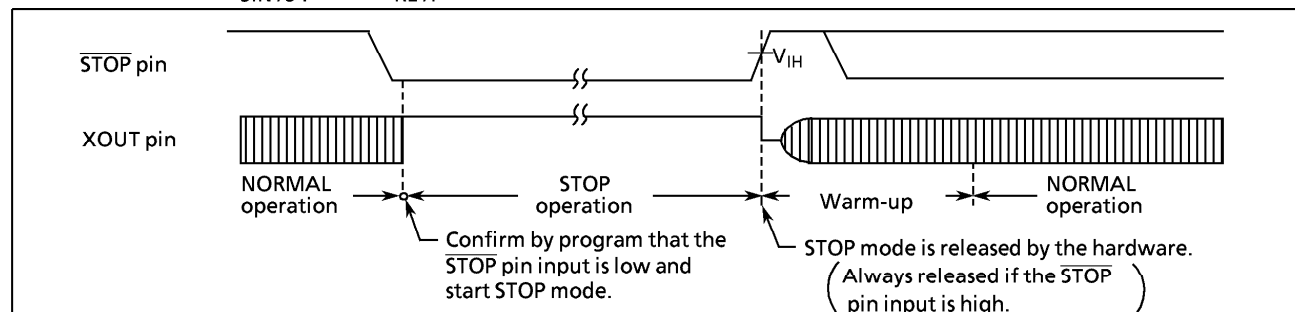 STOP pin
VIH
XOUT pin
NORMAL operation
STOP operation
Warm-up
NORMAL operation
Confirm by program that the
STOP pin input is low and
start STOP mode.
STOP mode is released by the hardware.
(Always released if the STOP
pin input is high.)